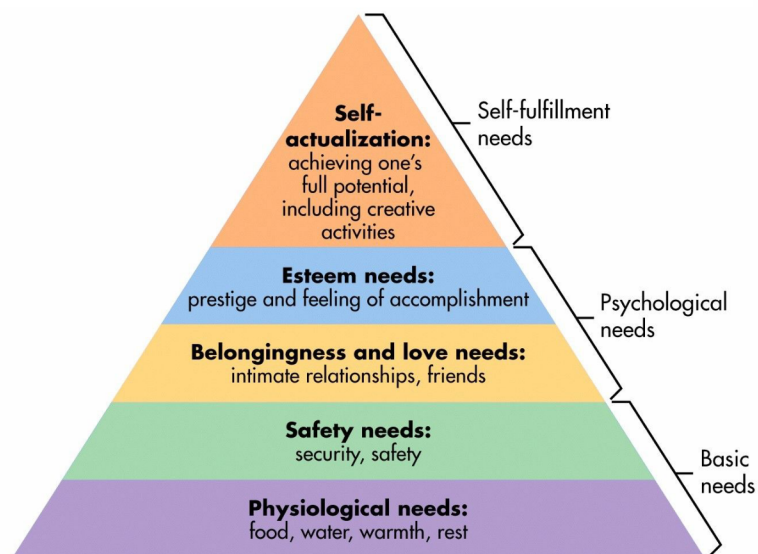 Self-
actualization:
achieving one's
full potential,
including creative
activities
Self-fulfillment
needs
Esteem needs:
prestige and feeling of accomplishment
Psychological
needs
Belongingness and love needs:
intimate relationships, friends
Safety needs:
security, safety
Basic
needs
Physiological needs:
food, water, warmth, rest